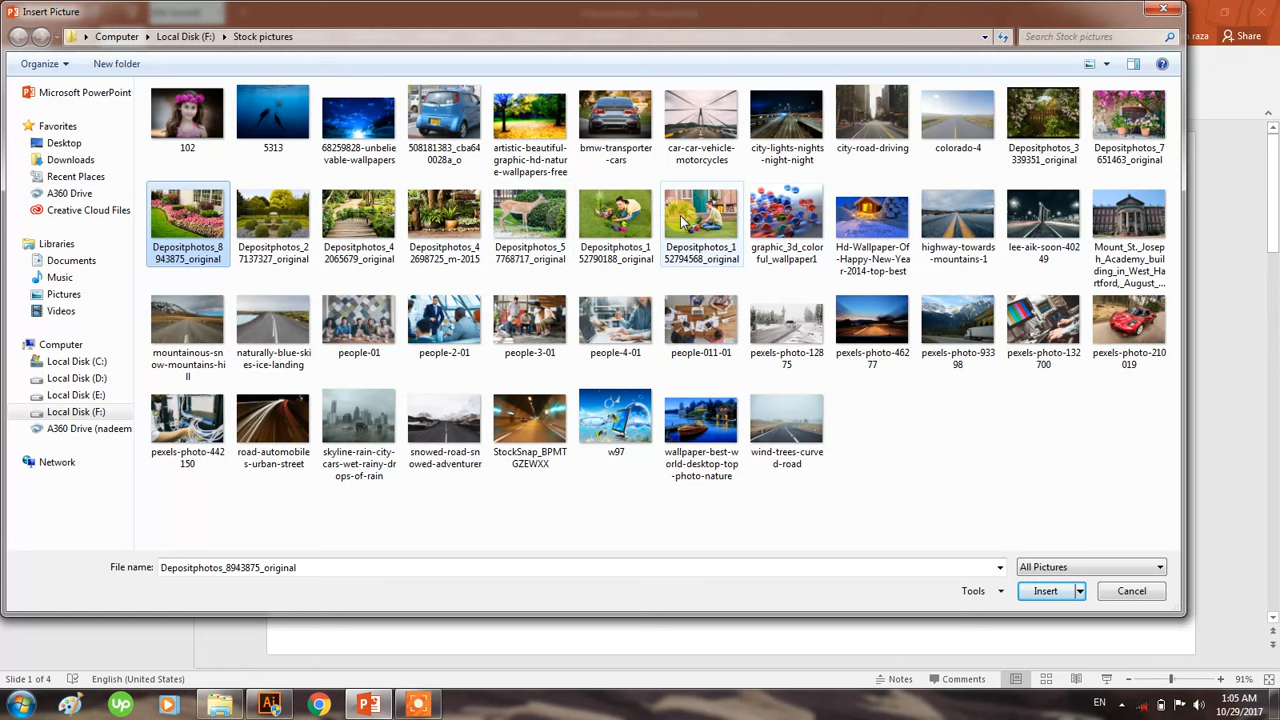 Insert Picture
Computer
Local Disk (F:)
Stock pictures
Search Stock pictures
raza
Share
Organize
New folder
Microsoft PowerPoint
Favorites
Desktop
Downloads
Recent Places
A360 Drive
Creative Cloud Files
Libraries
Documents
Music
Pictures
Videos
Computer
Local Disk (C:)
Local Disk (D:)
Local Disk (E:)
Local Disk (F:)
A360 Drive (nadeem
Network
102
5313
68259828-unbelie
vable-wallpapers
508181383_cba64
0028a_o
artistic-beautiful-
graphic-hd-natur
e-wallpapers-free
bmw-transporter
-cars
car-car-vehicle-
motorcycles
city-lights-nights
-night-night
city-road-driving
colorado-4
Depositphotos_3
339351_original
Depositphotos_7
651463_original
Depositphotos_8
943875_original
Depositphotos_2
7137327_original
Depositphotos_4
2065679_original
Depositphotos_4
2698725_m-2015
Depositphotos_5
7768717_original
Depositphotos_1
52790188_original
Depositphotos_1
52794568_original
graphic_3d_color
ful_wallpaper1
Hd-Wallpaper-Of
-Happy-New-Year
-2014-top-best
highway-towards
-mountains-1
lee-aik-soon-402
49
Mount_St._Josep
h_Academy_buil
ding_in_West_Ha
rtford,_August_...
mountainous-sn
ow-mountains-hi
ll
naturally-blue-ski
es-ice-landing
people-01
people-2-01
people-3-01
people-4-01
people-011-01
pexels-photo-128
75
pexels-photo-462
77
pexels-photo-933
98
pexels-photo-132
700
pexels-photo-210
019
pexels-photo-442
150
road-automobile
s-urban-street
skyline-rain-city-
cars-wet-rainy-dr
ops-of-rain
snowed-road-sn
owed-adventurer
StockSnap_BPMT
GZEWXX
w97
wallpaper-best-w
orld-desktop-top
-photo-nature
wind-trees-curve
d-road
File name:
Depositphotos_8943875_original
All Pictures
Tools
Insert
Cancel
Slide 1 of 4
English (United States)
Notes
Comments
91%
EN
1:05 AM
10/29/2017